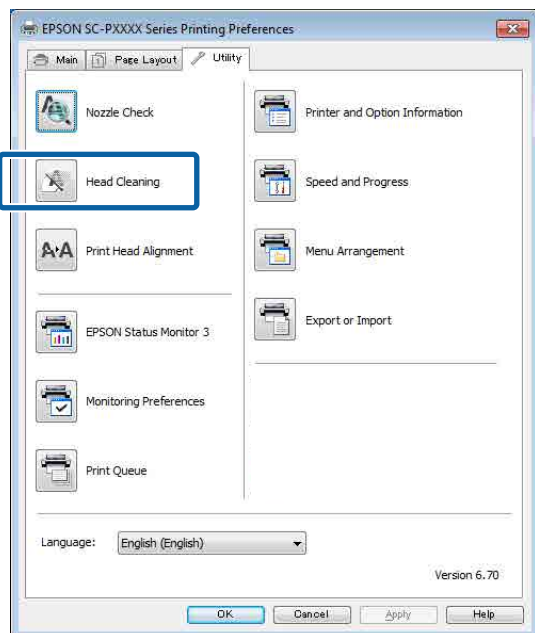 EPSON SC-PXXXX Series Printing Preferences
Main Page Layout Utility
Nozzle Check
Head Cleaning
A A Print Head Alignment
EPSON Status Monitor 3
Monitoring Preferences
Print Queue
Printer and Option Information
Speed and Progress
Menu Arrangement
Export or Import
Language: English (English)
Version 6.70
OK Cancel Apply Help